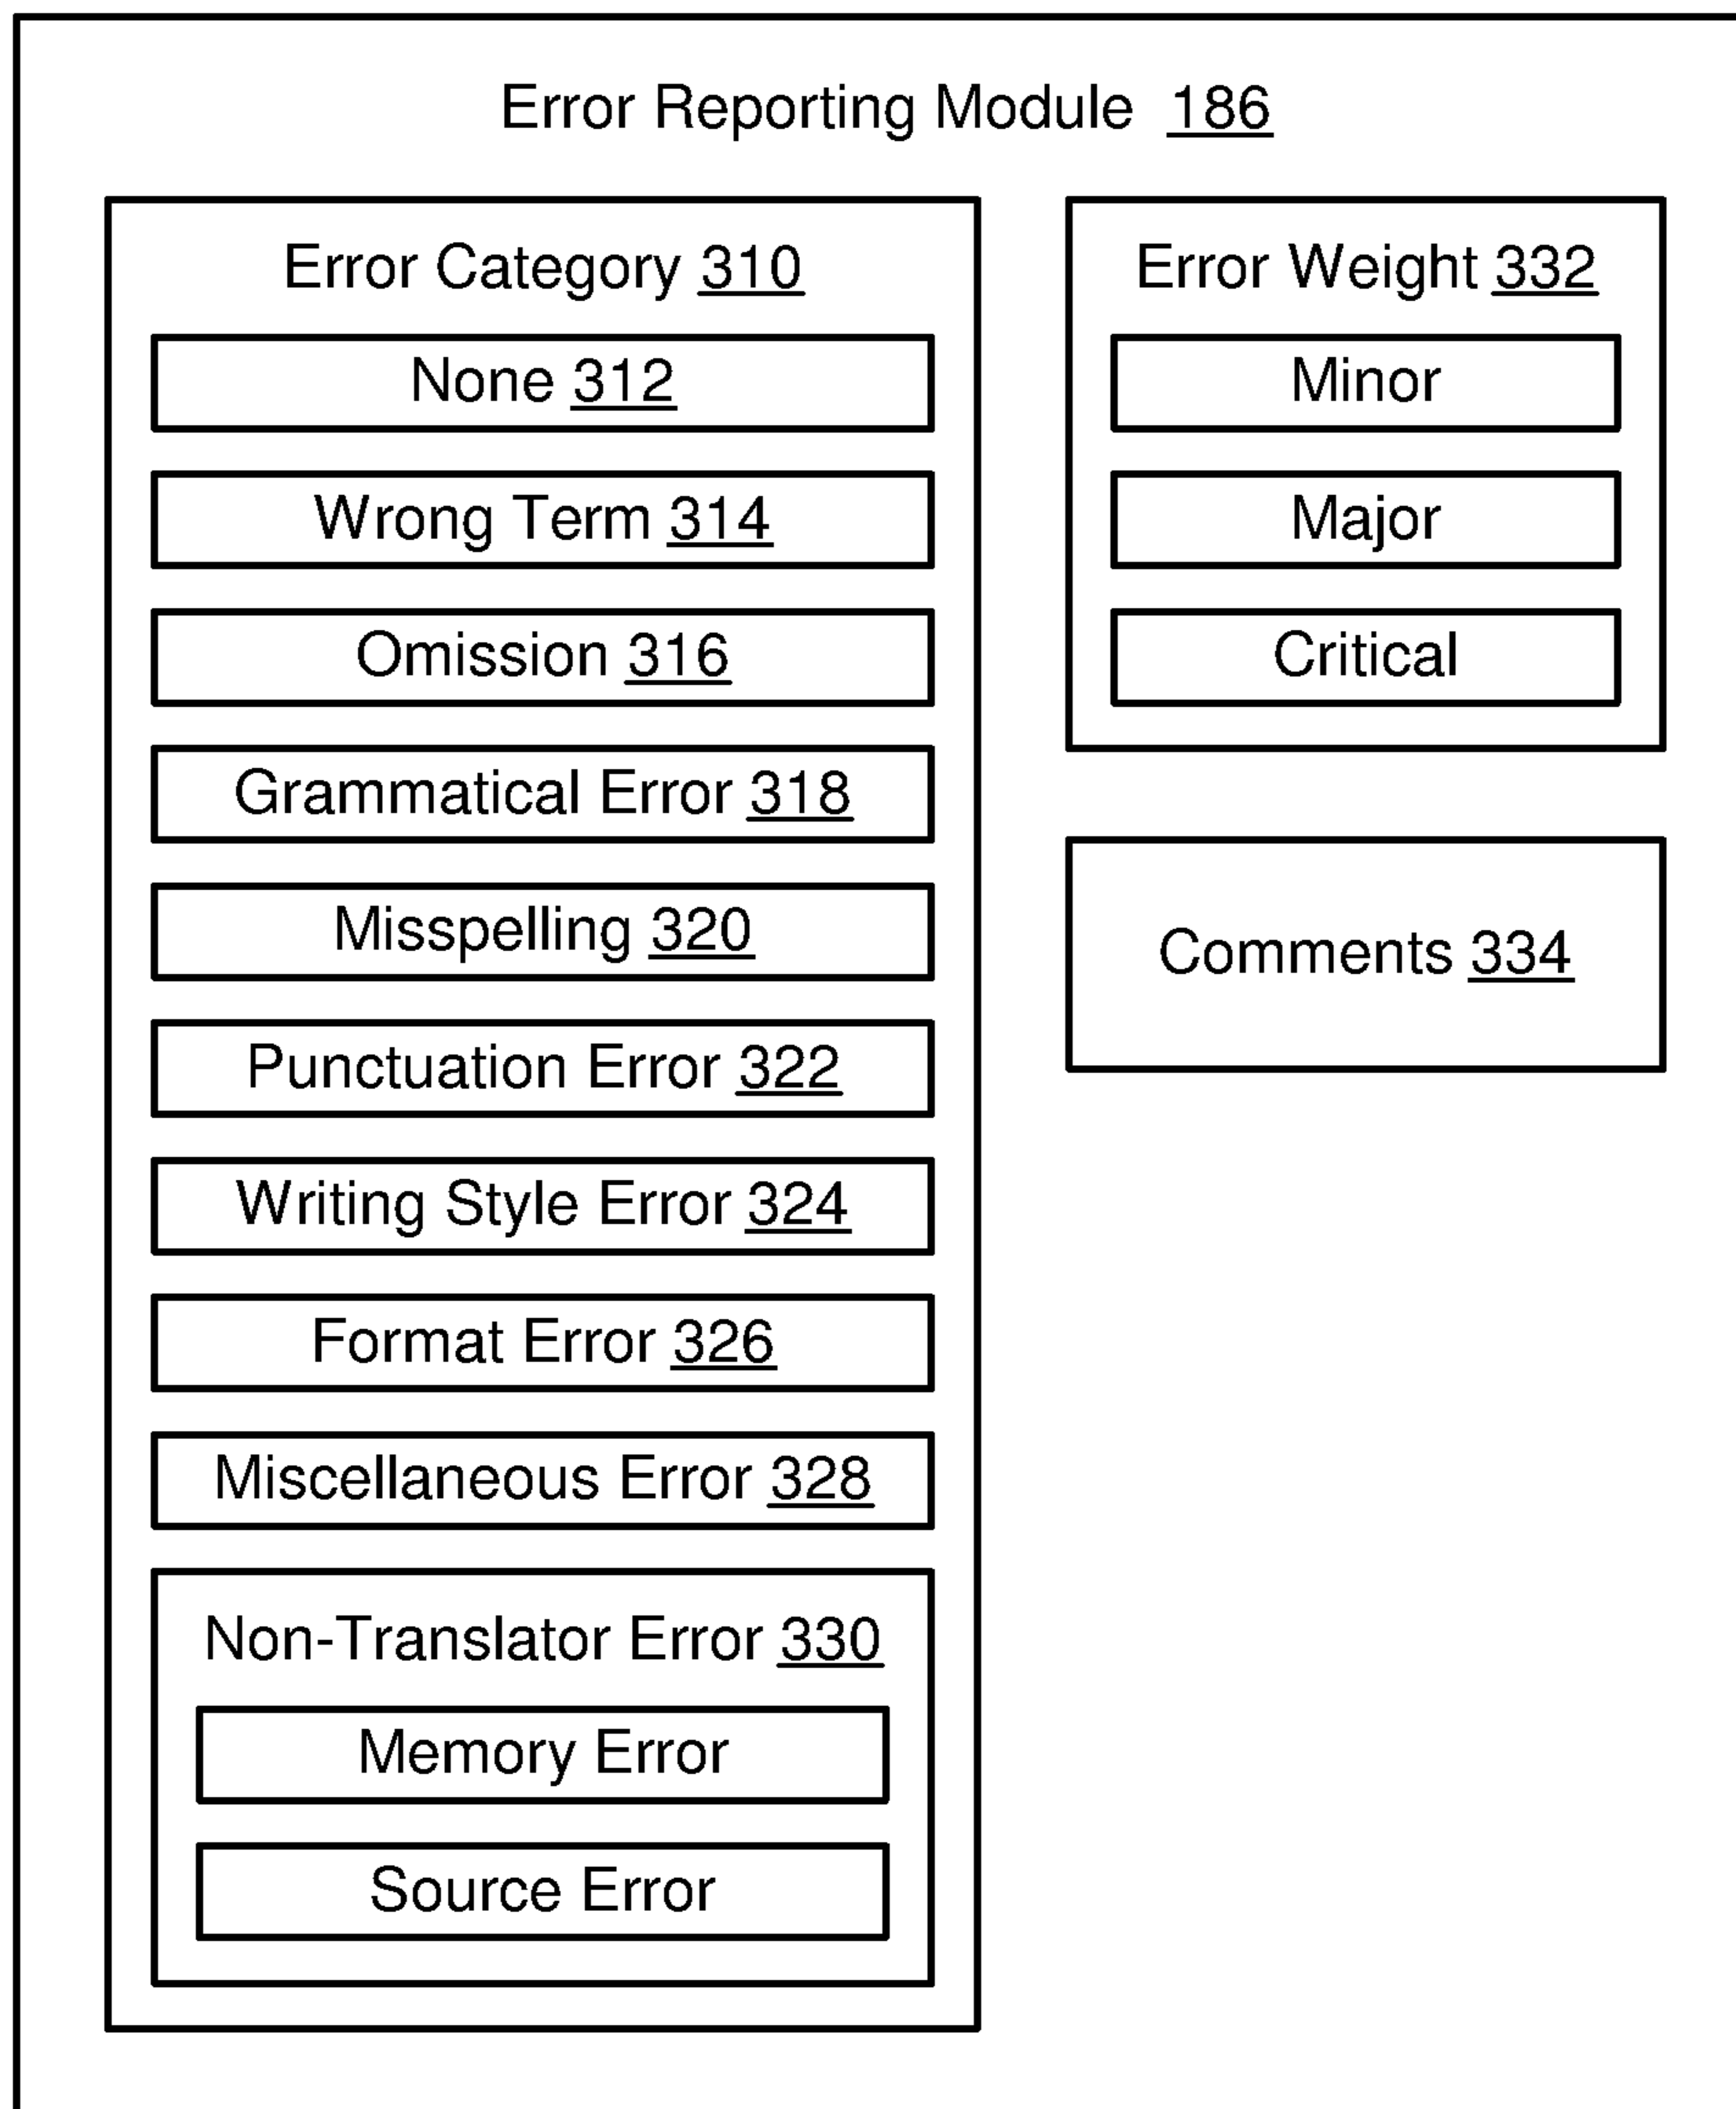 Error Reporting Module 186
Error Category 310
None 312
Wrong Term 314
Omission 316
Grammatical Error 318
Misspelling 320
Punctuation Error 322
Writing Style Error 324
Format Error 326
Miscellaneous Error 328
Non-Translator Error 330
Memory Error
Source Error
Error Weight 332
Minor
Major
Critical
Comments 334